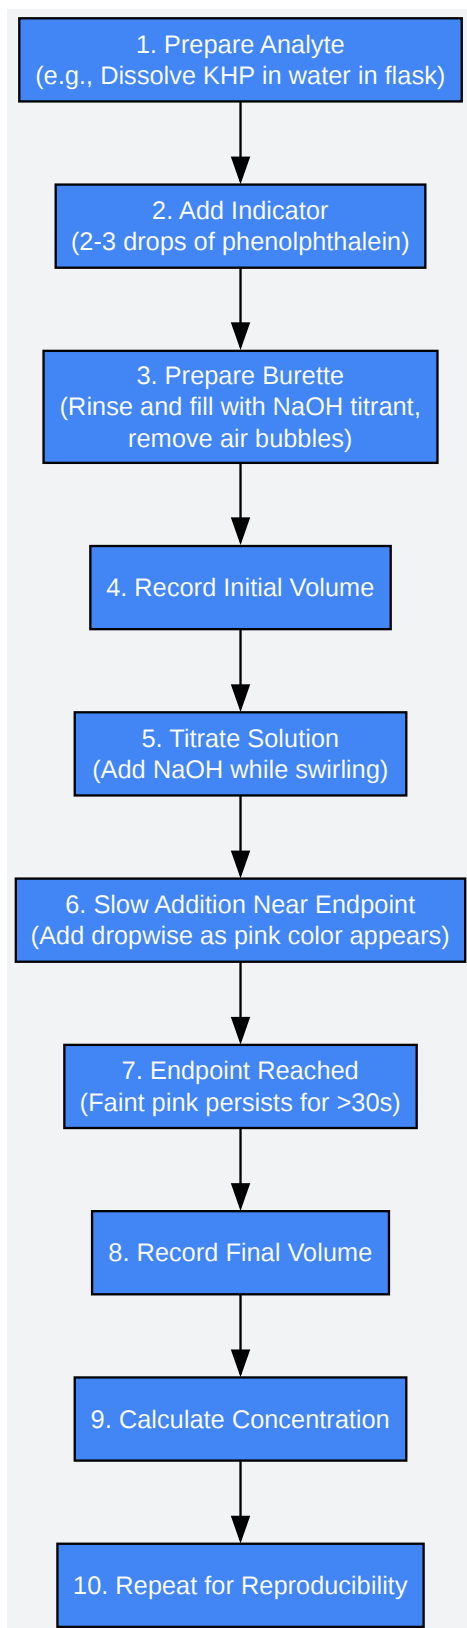 1. Prepare Analyte
(e.g., Dissolve KHP in water in flask)
2. Add Indicator
(2-3 drops of phenolphthalein)
3. Prepare Burette
(Rinse and fill with NaOH titrant,
remove air bubbles)
4. Record Initial Volume
5. Titrate Solution
(Add NaOH while swirling)
6. Slow Addition Near Endpoint
(Add dropwise as pink color appears)
7. Endpoint Reached
(Faint pink persists for >30s)
8. Record Final Volume
9. Calculate Concentration
10. Repeat for Reproducibility